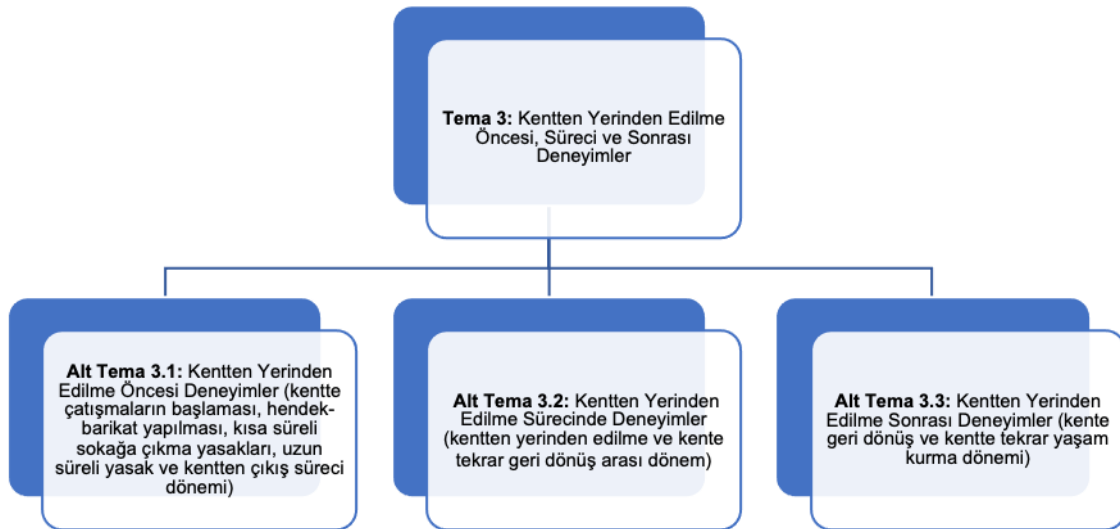 Tema 3: Kentten Yerinden Edilme
Öncesi, Süreci ve Sonrası
Deneyimler
Alt Tema 3.1: Kentten Yerinden
Edilme Öncesi Deneyimler (kentte
çatışmaların başlaması, hendek-
barikat yapılması, kısa süreli
sokağa çıkma yasakları, uzun
süreli yasak ve kentten çıkış süreci
dönemi)
Alt Tema 3.2: Kentten Yerinden
Edilme Sürecinde Deneyimler
(kentten yerinden edilme ve kente
tekrar geri dönüş arası dönem)
Alt Tema 3.3: Kentten Yerinden
Edilme Sonrası Deneyimler (kente
geri dönüş ve kentte tekrar yaşam
kurma dönemi)